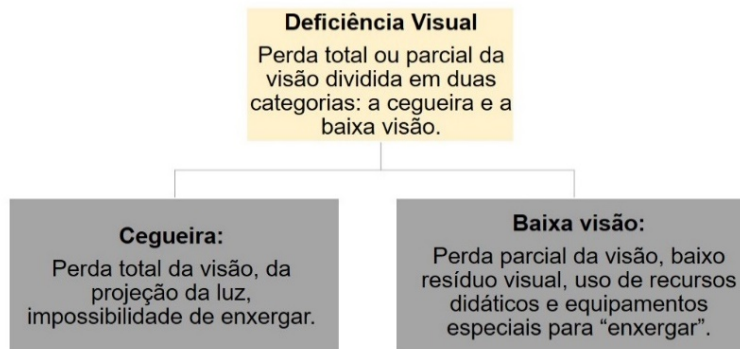 Deficiência Visual
Perda total ou parcial da
visão dividida em duas
categorias: a cegueira e a
baixa visão.
Cegueira:
Perda total da visão, da
projeção da luz,
impossibilidade de enxergar.
Baixa visão:
Perda parcial da visão, baixo
resíduo visual, uso de recursos
didáticos e equipamentos
especiais para “enxergar”.